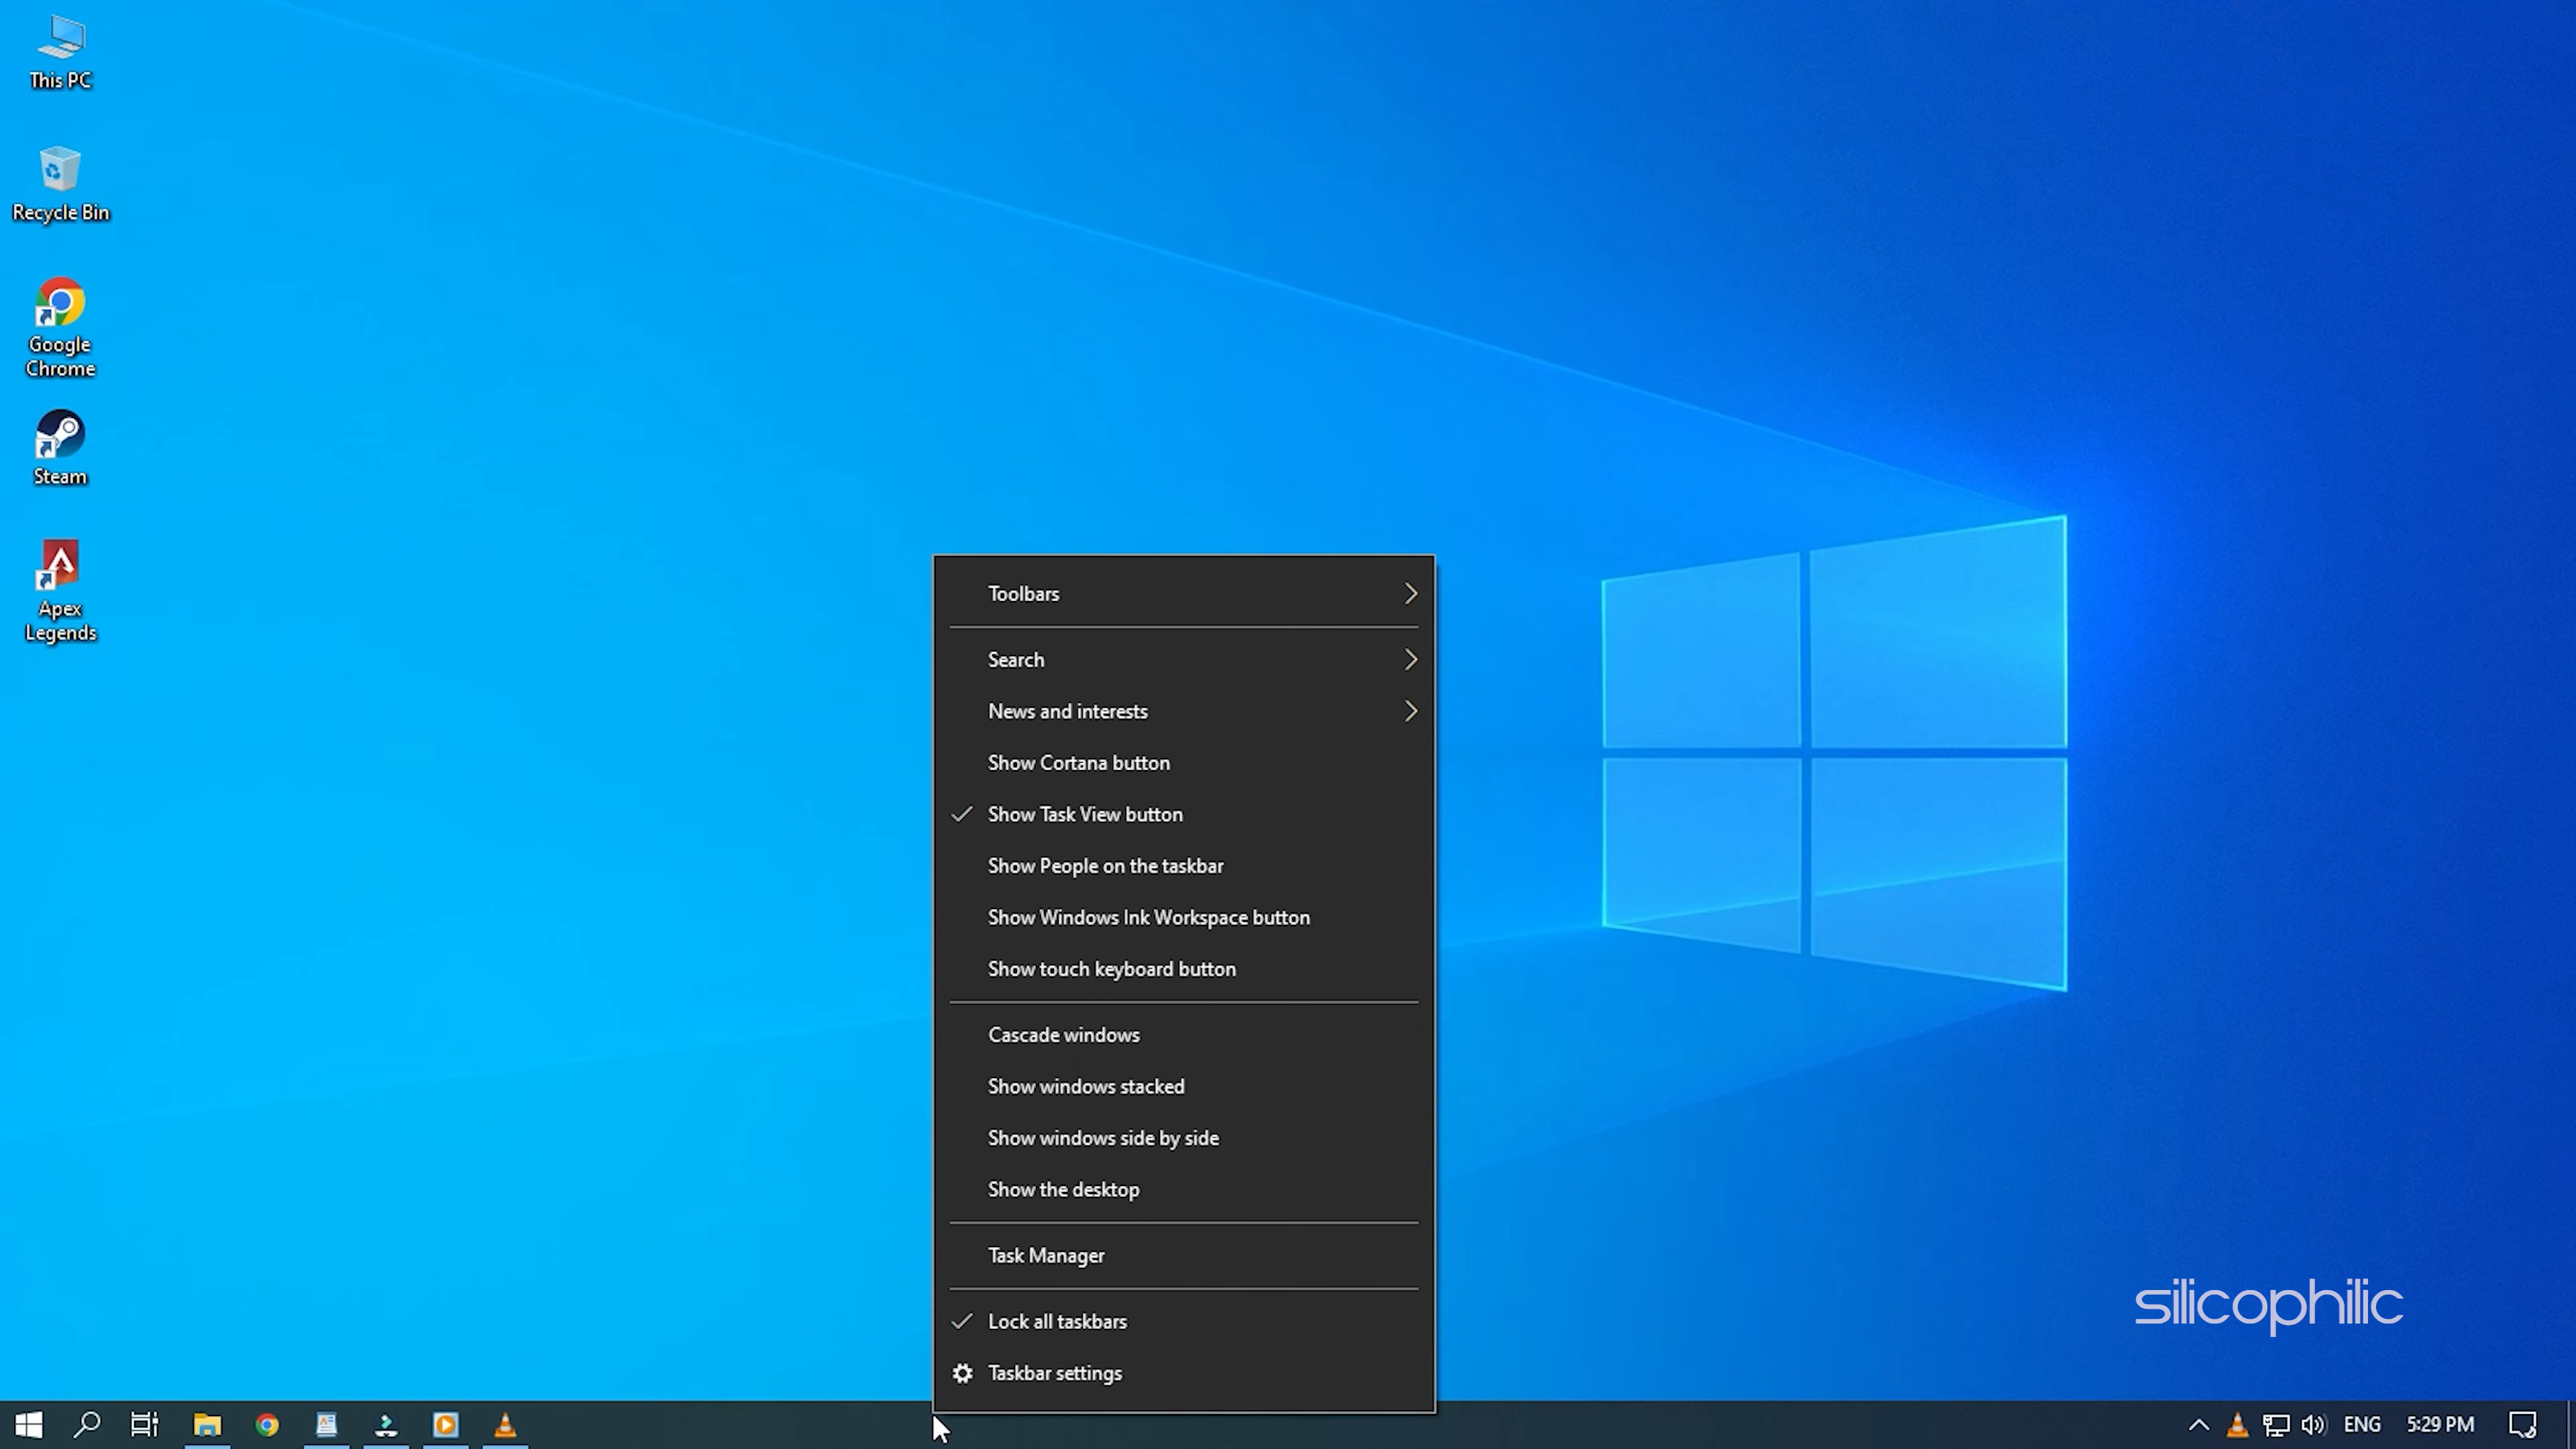 This PC
Recycle Bin
Google
Chrome
Steam
Apex
Legends
Toolbars
Search
News and interests
Show Cortana button
Show Task View button
Show People on the taskbar
Show Windows Ink Workspace button
Show touch keyboard button
Cascade windows
Show windows stacked
Show windows side by side
Show the desktop
Task Manager
Lock all taskbars
Taskbar settings
silicophilic
ENG
5:29 PM